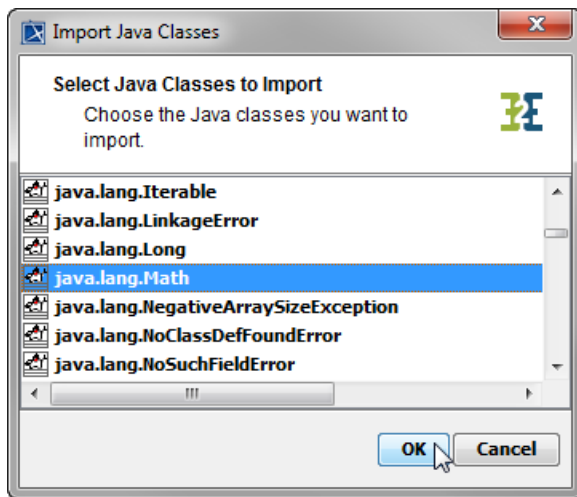 Import Java Classes
Select Java Classes to Import
Choose the Java classes you want to
import.
E2E
java.lang.Iterable
java.lang.LinkageError
java.lang.Long
java.lang.Math
java.lang.NegativeArraySizeException
java.lang.NoClassDefFoundError
java.lang.NoSuchFieldError
OK Cancel